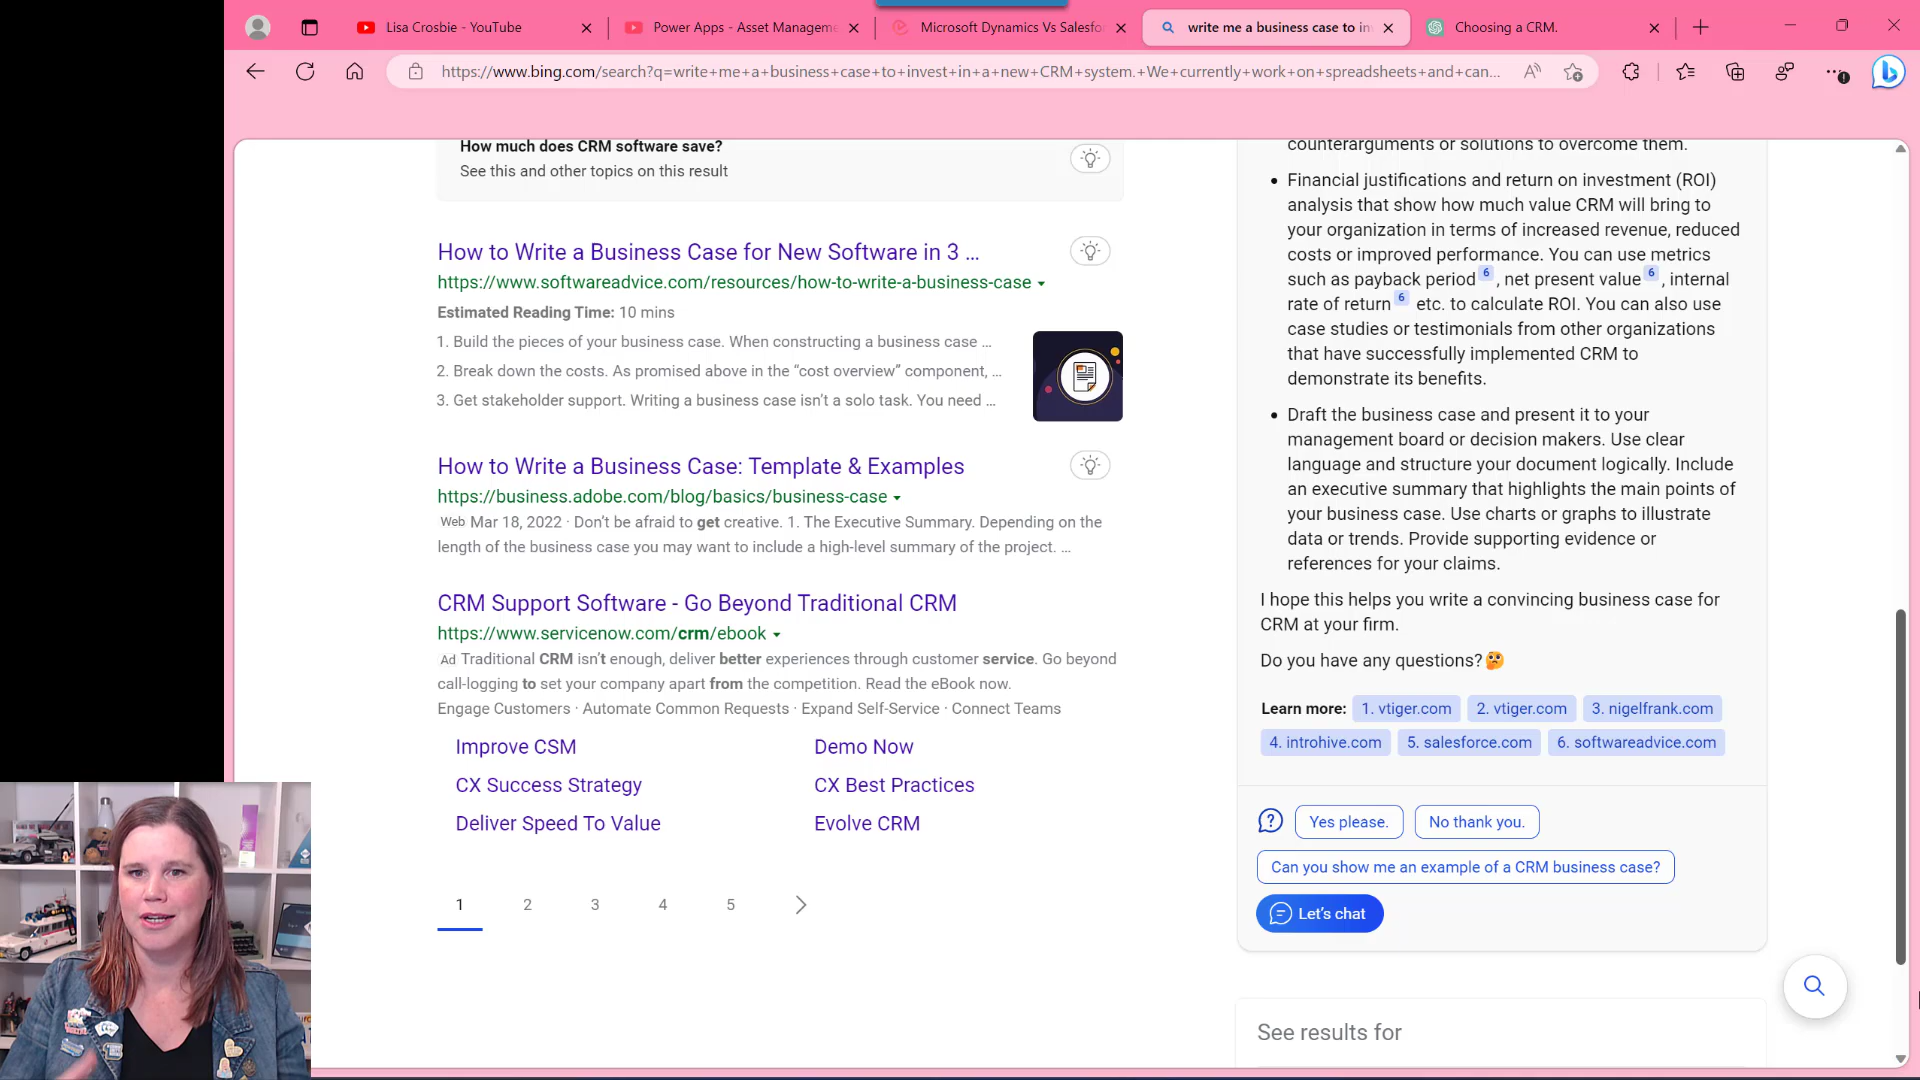 Lisa Crosbie - YouTube
Power Apps - Asset Manageme
Microsoft Dynamics Vs Salesfo
write me a business case to in
Choosing a CRM.
https://www.bing.com/search?q=write+me+a+business+case+to+invest+in+a+new+CRM+system.+We+currently+work+on+spreadsheets+and+can...
How much does CRM software save?
See this and other topics on this result
How to Write a Business Case for New Software in 3 ...
https://www.softwareadvice.com/resources/how-to-write-a-business-case
Estimated Reading Time: 10 mins
1. Build the pieces of your business case. When constructing a business case ...
2. Break down the costs. As promised above in the “cost overview” component, ...
3. Get stakeholder support. Writing a business case isn't a solo task. You need ...
How to Write a Business Case: Template & Examples
https://business.adobe.com/blog/basics/business-case
Web Mar 18, 2022 · Don’t be afraid to get creative. 1. The Executive Summary. Depending on the
length of the business case you may want to include a high-level summary of the project. ...
CRM Support Software - Go Beyond Traditional CRM
https://www.servicenow.com/crm/ebook
Ad Traditional CRM isn’t enough, deliver better experiences through customer service. Go beyond
call-logging to set your company apart from the competition. Read the eBook now.
Engage Customers · Automate Common Requests · Expand Self-Service · Connect Teams
Improve CSM
Demo Now
CX Success Strategy
CX Best Practices
Deliver Speed To Value
Evolve CRM
1 2 3 4 5
counterarguments or solutions to overcome them.
• Financial justifications and return on investment (ROI)
analysis that show how much value CRM will bring to
your organization in terms of increased revenue, reduced
costs or improved performance. You can use metrics
such as payback period 6 , net present value 6 , internal
rate of return 6 etc. to calculate ROI. You can also use
case studies or testimonials from other organizations
that have successfully implemented CRM to
demonstrate its benefits.
• Draft the business case and present it to your
management board or decision makers. Use clear
language and structure your document logically. Include
an executive summary that highlights the main points of
your business case. Use charts or graphs to illustrate
data or trends. Provide supporting evidence or
references for your claims.
I hope this helps you write a convincing business case for
CRM at your firm.
Do you have any questions?🤔
Learn more: 1. vtiger.com 2. vtiger.com 3. nigelfrank.com
4. introhive.com 5. salesforce.com 6. softwareadvice.com
Yes please.
No thank you.
Can you show me an example of a CRM business case?
Let’s chat
See results for